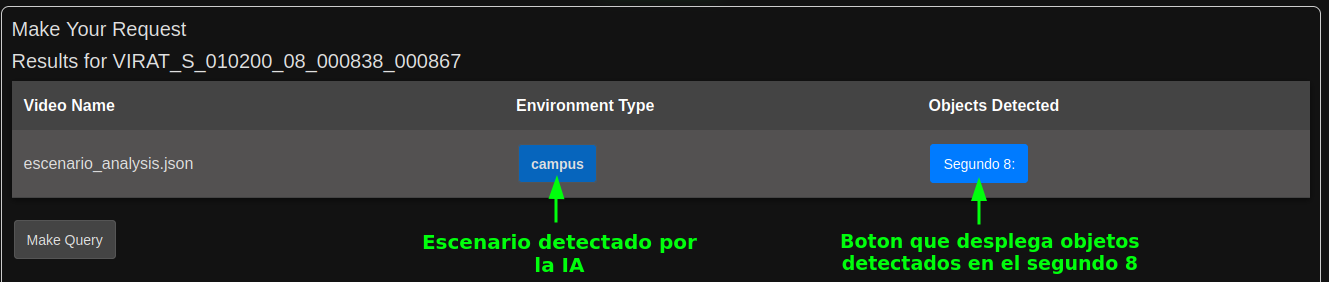 Make Your Request
Results for VIRAT_S_010200_08_000838_000867
Video Name Environment Type Objects Detected
escenario_analysis.json campus Segundo 8:
Make Query
Escenario detectado por
la IA
Boton que desplega objetos
detectados en el segundo 8